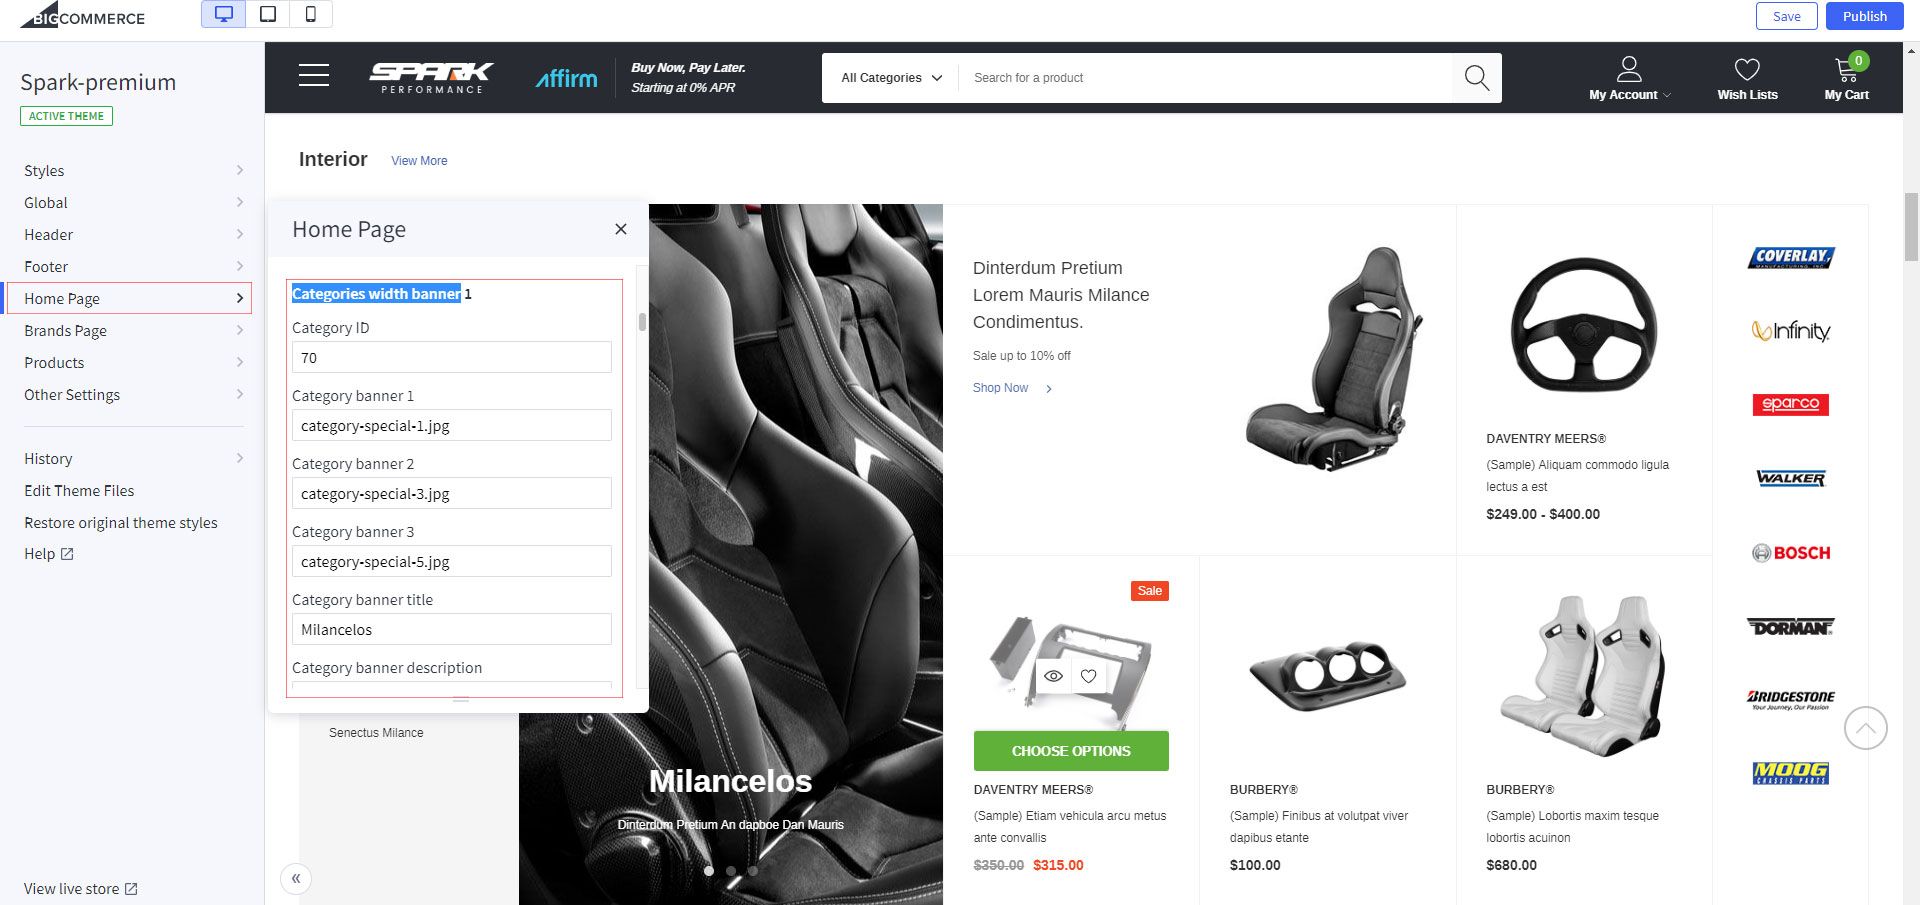 BIGCOMMERCE
Save
Publish
Spark-premium
ACTIVE THEME
Styles
Global
Header
Footer
Home Page
Brands Page
Products
Other Settings
History
Edit Theme Files
Restore original theme styles
Help
View live store
SPARK
PERFORMANCE
affirm
Buy Now, Pay Later.
Starting at 0% APR
All Categories
Search for a product
My Account
Wish Lists
0
My Cart
Interior
View More
Home Page
Categories width banner 1
Category ID
70
Category banner 1
category-special-1.jpg
Category banner 2
category-special-3.jpg
Category banner 3
category-special-5.jpg
Category banner title
Milancelos
Category banner description
Senectus Milance
Milancelos
Dinterdum Pretium An dapboe Dan Mauris
Dinterdum Pretium
Lorem Mauris Milance
Condimentus.
Sale up to 10% off
Shop Now
DAVENTRY MEERS®
(Sample) Aliquam commodo ligula
lectus a est
$249.00 - $400.00
Sale
CHOOSE OPTIONS
DAVENTRY MEERS®
(Sample) Etiam vehicula arcu metus
ante convallis
$350.00 $315.00
BURBERY®
(Sample) Finibus at volutpat viver
dapibus etante
$100.00
BURBERY®
(Sample) Lobortis maxim tesque
lobortis acuinon
$680.00
COVERLAY
MANUFACTURING, INC.
Infinity
sparco
WALKER
BOSCH
DORMAN
BRIDGESTONE
Your Journey, Our Passion
MOOG
CHASSIS PARTS